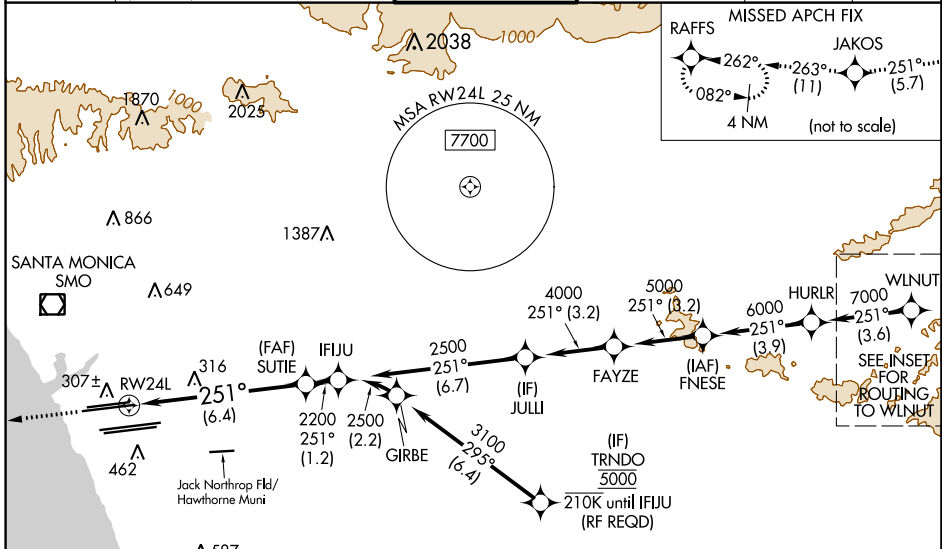 2038
1000
MISSED APCH FIX
RAFFS
JAKOS
262°
263°
(11)
251°
(5.7)
082°
4 NM
(not to scale)
1870
1000
2025
MSA RW24L 25 NM
7700
866
1387
SANTA MONICA
SMO
649
4000
251° (3.2)
5000
251° (3.2)
HURLR
6000
251°
(3.9)
WLNUT
7000
251°
(3.6)
SEE INSET
FOR
ROUTING
TO WLNUT
(FAF)
SUTIE
IFIJU
2500
251°
(6.7)
(IF)
JULLI
FAYZE
(IAF)
FNESE
307±
RW24L
316
251°
(6.4)
2200
251°
(1.2)
2500
(2.2)
GIRBE
3100
295°
(6.4)
(IF)
TRNDO
5000
210K until IFIJU
(RF REQD)
462
Jack Northrop Fld/
Hawthorne Muni